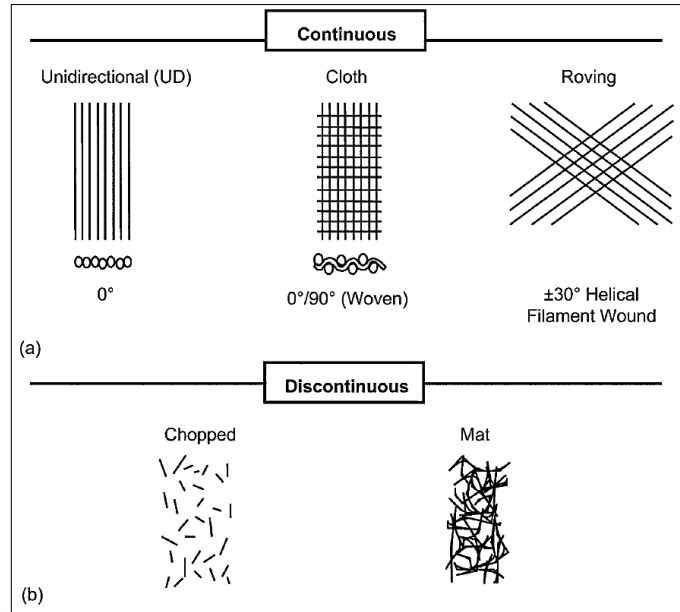 Continuous
Unidirectional (UD)
Cloth
Roving
0°
0°/90° (Woven)
±30° Helical
Filament Wound
(a)
Discontinuous
Chopped
Mat
(b)